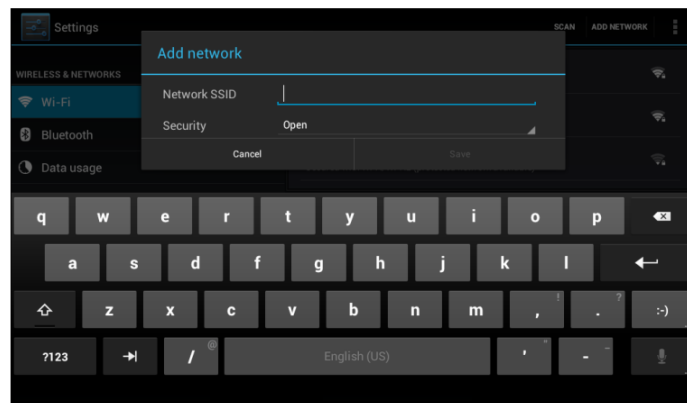 Settings
SCAN
ADD NETWORK
Add network
WIRELESS & NETWORKS
Network SSID
Wi-Fi
Security
Open
Bluetooth
Cancel
Save
Data usage
q w e r t y u i o p
a s d f g h j k l
! ?
z x c v b n m , . :-)
@ " _
?123 / English (US) ' -